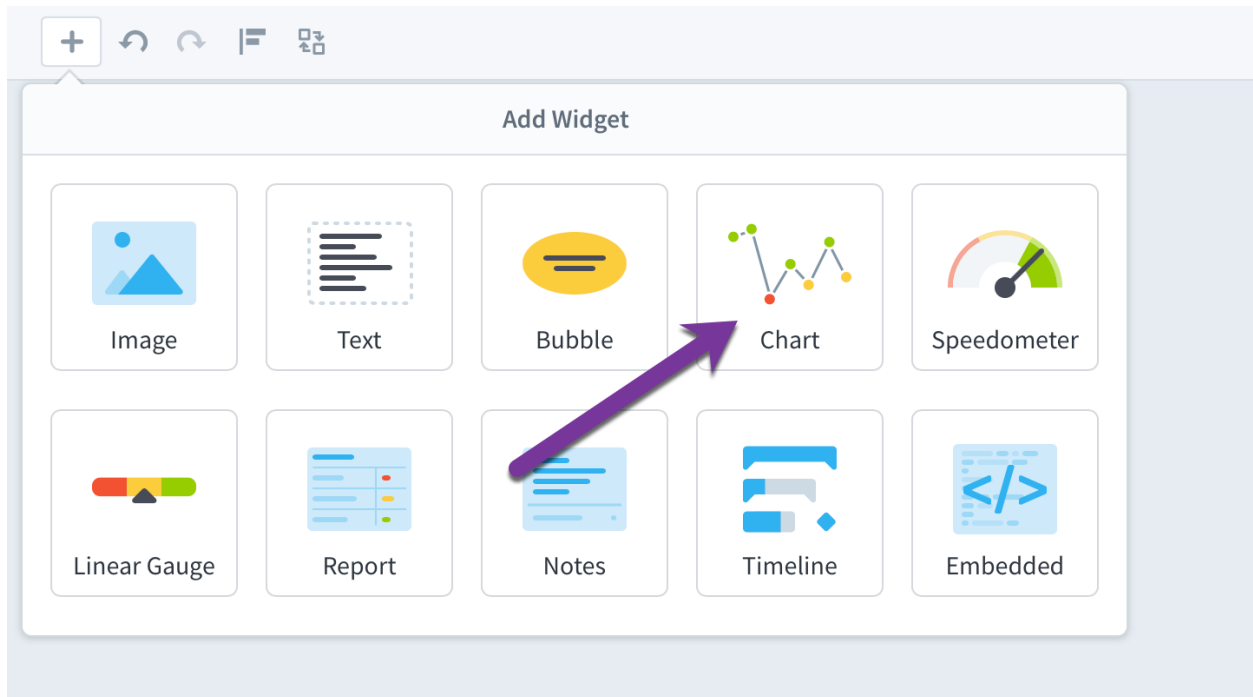 Add Widget
Image
Text
Bubble
Chart
Speedometer
Linear Gauge
Report
Notes
Timeline
Embedded